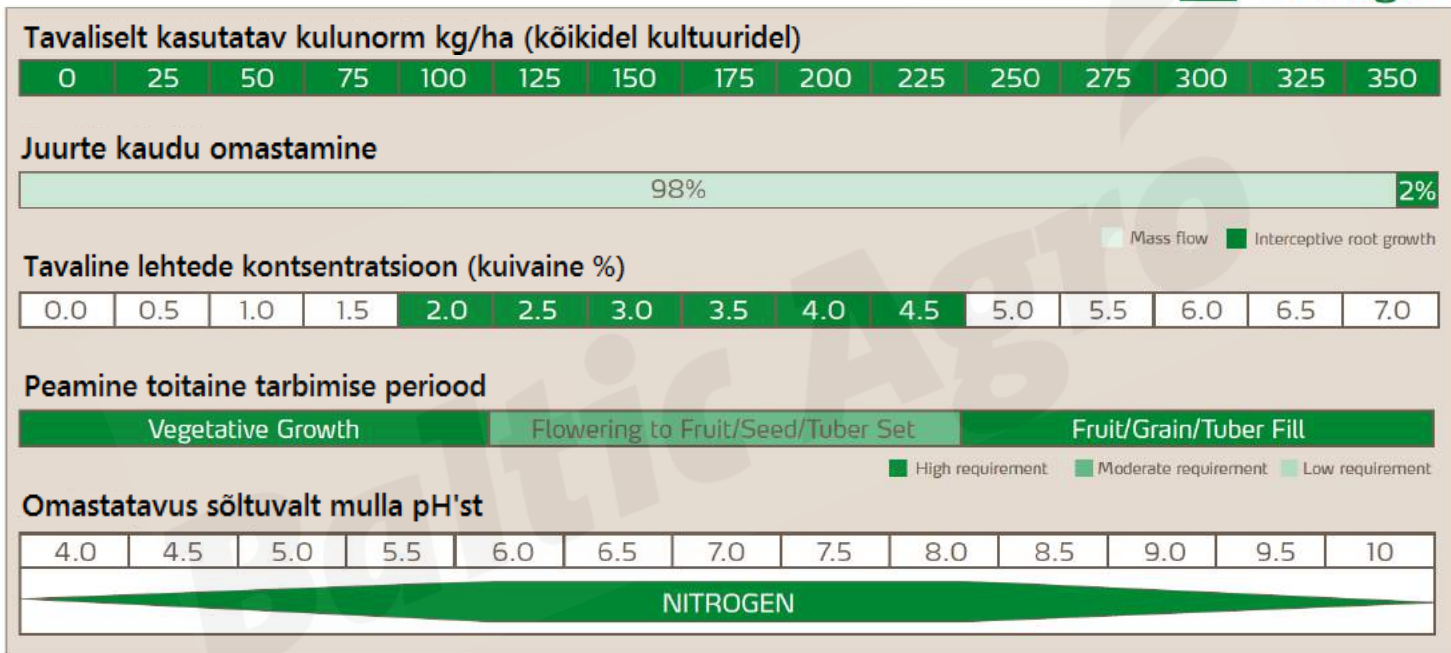 Tavaliselt kasutatav kulunorm kg/ha (kõikidel kultuuridel)
0 25 50 75 100 125 150 175 200 225 250 275 300 325 350
Juurte kaudu omastamine
98% 2%
Mass flow Interceptive root growth
Tavaline lehtede kontsentratsioon (kuivaine %)
0.0 0.5 1.0 1.5 2.0 2.5 3.0 3.5 4.0 4.5 5.0 5.5 6.0 6.5 7.0
Peamine toitaine tarbimise periood
Vegetative Growth Flowering to Fruit/Seed/Tuber Set Fruit/Grain/Tuber Fill
High requirement Moderate requirement Low requirement
Omastatavus sõltuvalt mulla pH'st
4.0 4.5 5.0 5.5 6.0 6.5 7.0 7.5 8.0 8.5 9.0 9.5 10
NITROGEN
Baltic Agro